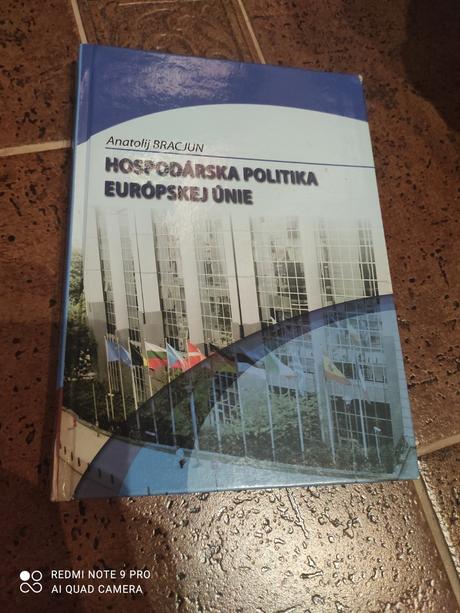 Anatolij BRACJUN
HOSPODÁRSKA POLITIKA
EURÓPSKEJ ÚNIE
REDMI NOTE 9 PRO
AI QUAD CAMERA